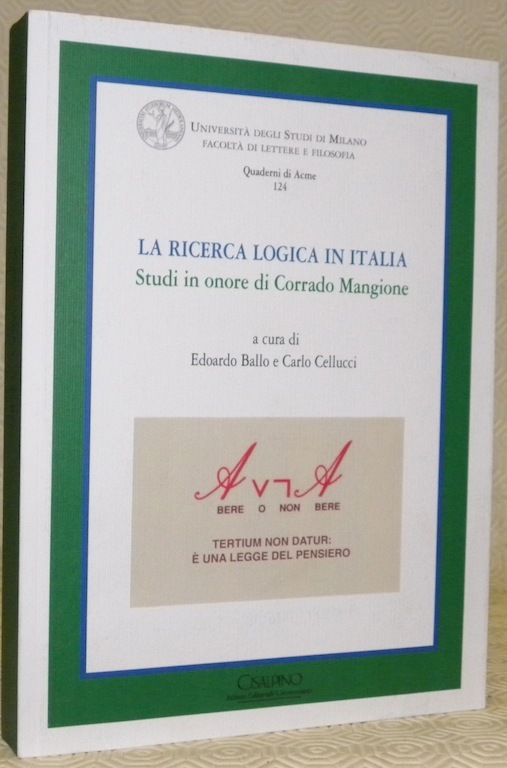 UNIVERSITÀ DEGLI STUDI DI MILANO
FACOLTÀ DI LETTERE E FILOSOFIA
Quaderni di Acme
124
LA RICERCA LOGICA IN ITALIA
Studi in onore di Corrado Mangione
a cura di
Edoardo Ballo e Carlo Cellucci
A ∨ ¬ A
BERE O NON BERE
TERTIUM NON DATUR:
È UNA LEGGE DEL PENSIERO
CISALPINO